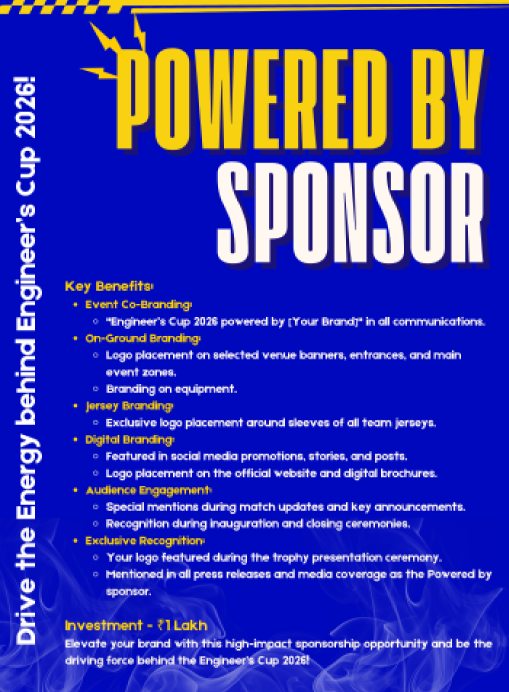 Drive the Energy behind Engineer's Cup 2026!
POWERED BY
SPONSOR
Key Benefits:
• Event Co-Branding:
◦ "Engineer's Cup 2026 powered by [Your Brand]" in all communications.
• On-Ground Branding:
◦ Logo placement on selected venue banners, entrances, and main
event zones.
◦ Branding on equipment.
• Jersey Branding:
◦ Exclusive logo placement around sleeves of all team jerseys.
• Digital Branding:
◦ Featured in social media promotions, stories, and posts.
◦ Logo placement on the official website and digital brochures.
• Audience Engagement:
◦ Special mentions during match updates and key announcements.
◦ Recognition during inauguration and closing ceremonies.
• Exclusive Recognition:
◦ Your logo featured during the trophy presentation ceremony.
◦ Mentioned in all press releases and media coverage as the Powered by
sponsor.
Investment - ₹1 Lakh
Elevate your brand with this high-impact sponsorship opportunity and be the
driving force behind the Engineer's Cup 2026!